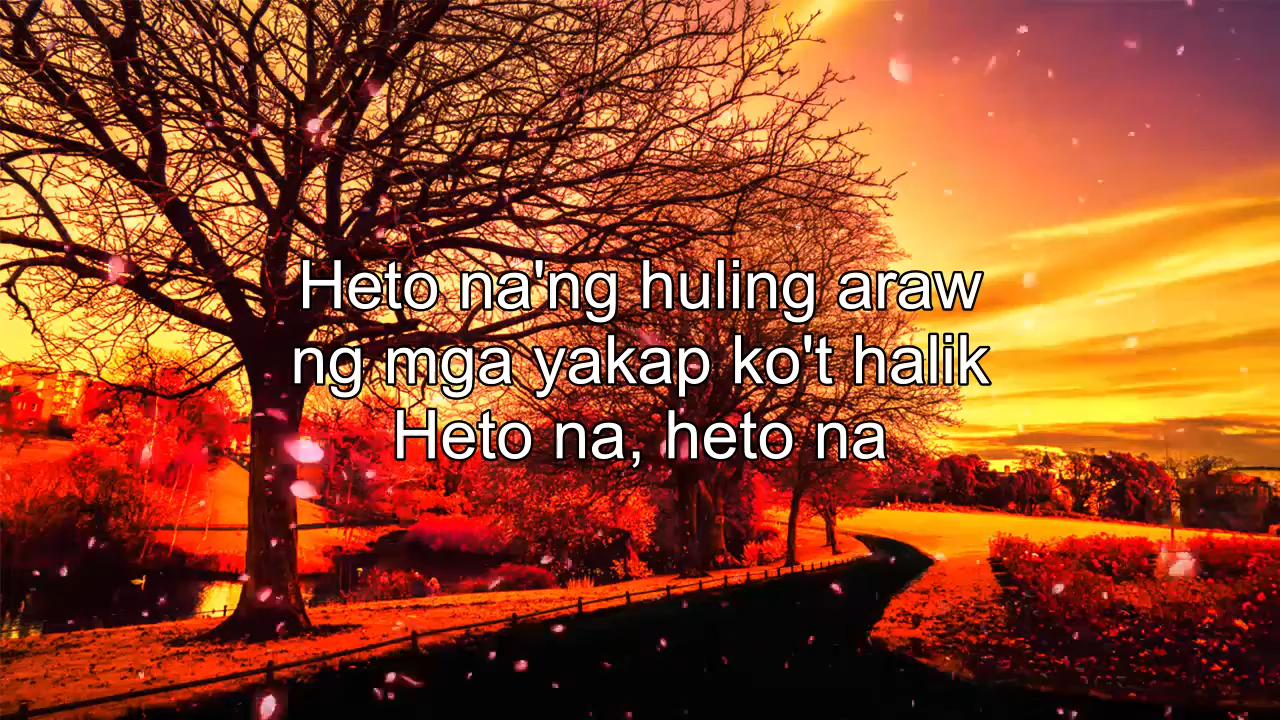 Heto na'ng huling araw
ng mga yakap ko't halik
Heto na, heto na